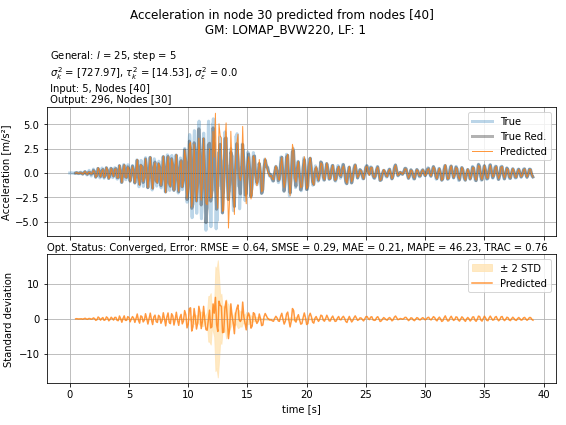 Acceleration in node 30 predicted from nodes [40]
GM: LOMAP_BVW220, LF: 1
General: l = 25, step = 5
σ²ₖ = [727.97], τ²ₖ = [14.53], σ²ε = 0.0
Input: 5, Nodes [40]
Output: 296, Nodes [30]
Acceleration [m/s²]
5.0
2.5
0.0
−2.5
−5.0
True
True Red.
Predicted
Opt. Status: Converged, Error: RMSE = 0.64, SMSE = 0.29, MAE = 0.21, MAPE = 46.23, TRAC = 0.76
Standard deviation
10
0
−10
± 2 STD
Predicted
0 5 10 15 20 25 30 35 40
time [s]